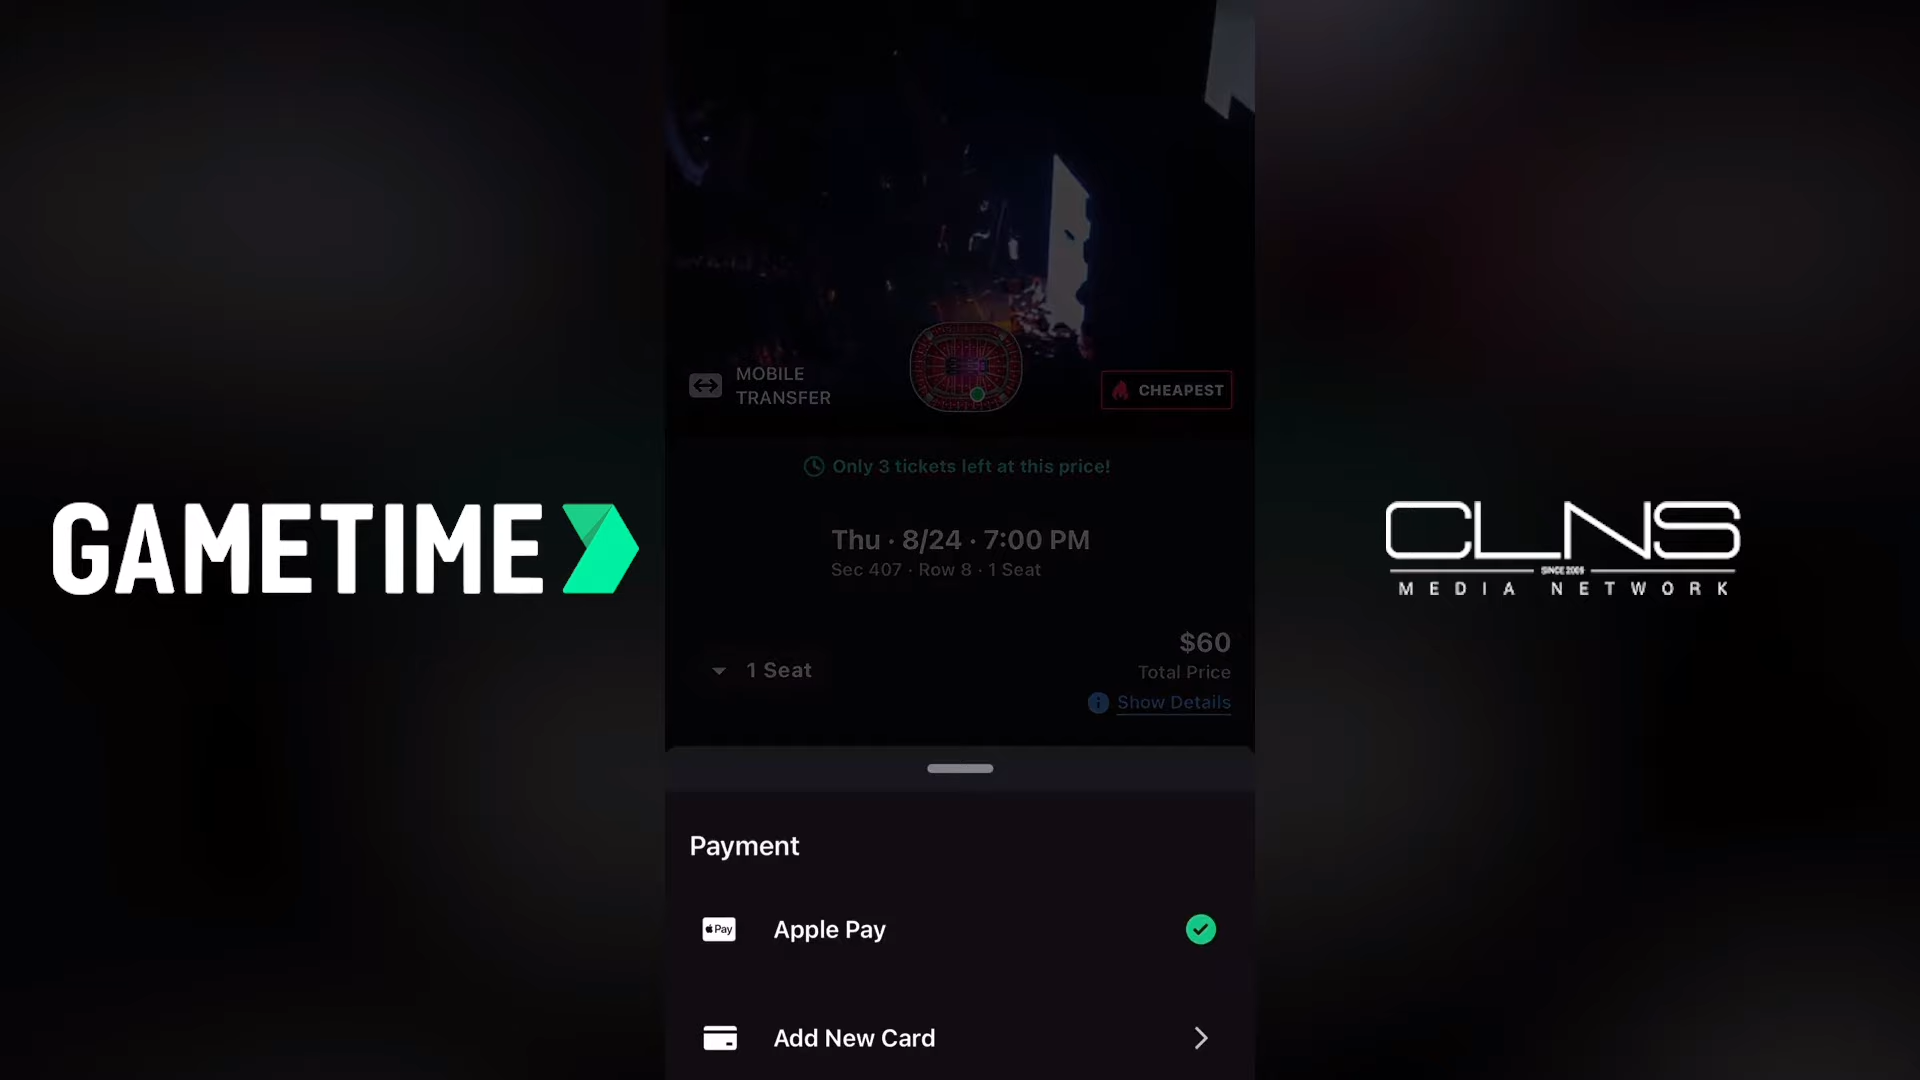 MOBILE
TRANSFER
CHEAPEST
Only 3 tickets left at this price!
Thu · 8/24 · 7:00 PM
Sec 407 · Row 8 · 1 Seat
$60
1 Seat
Total Price
Show Details
Payment
Pay
Apple Pay
Add New Card
GAMETIME
CLNS
SINCE 2009
MEDIA NETWORK